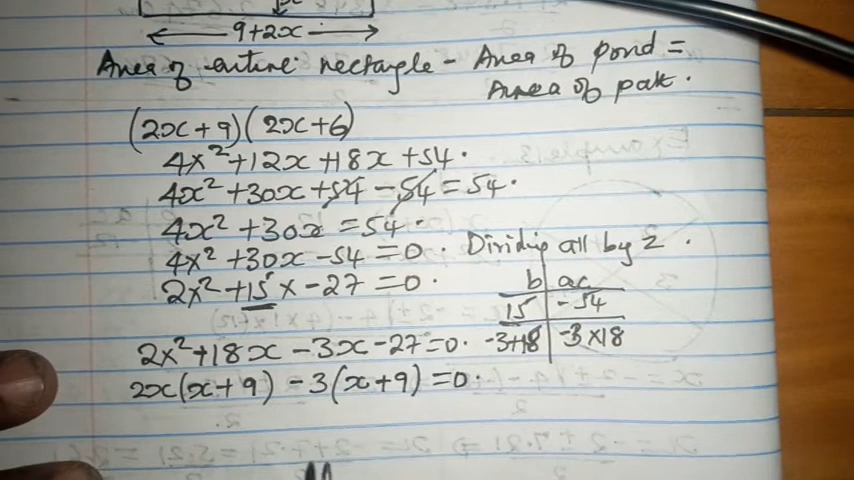 9+2x
Area of entire rectangle - Area of pond =
Area of path.
(2x+9)(2x+6)
4x²+12x+18x+54.
4x²+30x+54-54=54.
4x²+30x=54.
4x²+30x-54=0. Dividing all by 2.
2x²+15x-27=0.
b ac
15 -54
2x²+18x-3x-27=0. -3+18 -3×18
2x(x+9)-3(x+9)=0.